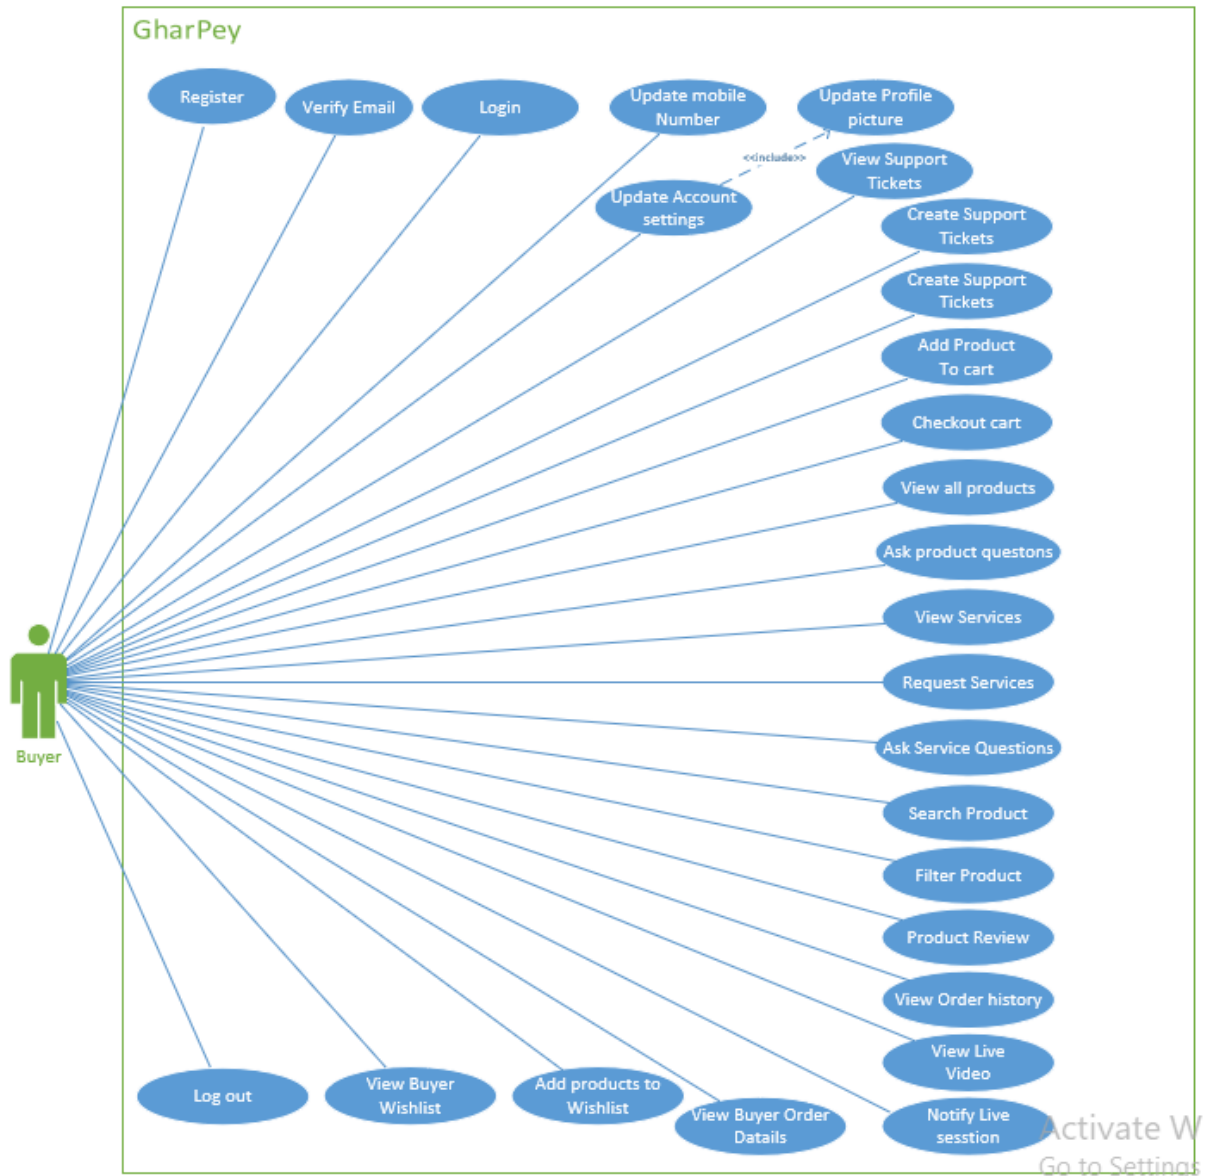 GharPey
Register
Verify Email
Login
Update mobile
Number
Update Profile
picture
<<include>>
View Support
Tickets
Update Account
settings
Create Support
Tickets
Create Support
Tickets
Add Product
To cart
Checkout cart
View all products
Ask product questons
View Services
Request Services
Buyer
Ask Service Questions
Search Product
Filter Product
Product Review
View Order history
View Live
Video
Log out
View Buyer
Wishlist
Add products to
Wishlist
View Buyer Order
Datails
Notify Live
sesstion
Activate W
Go to Settings